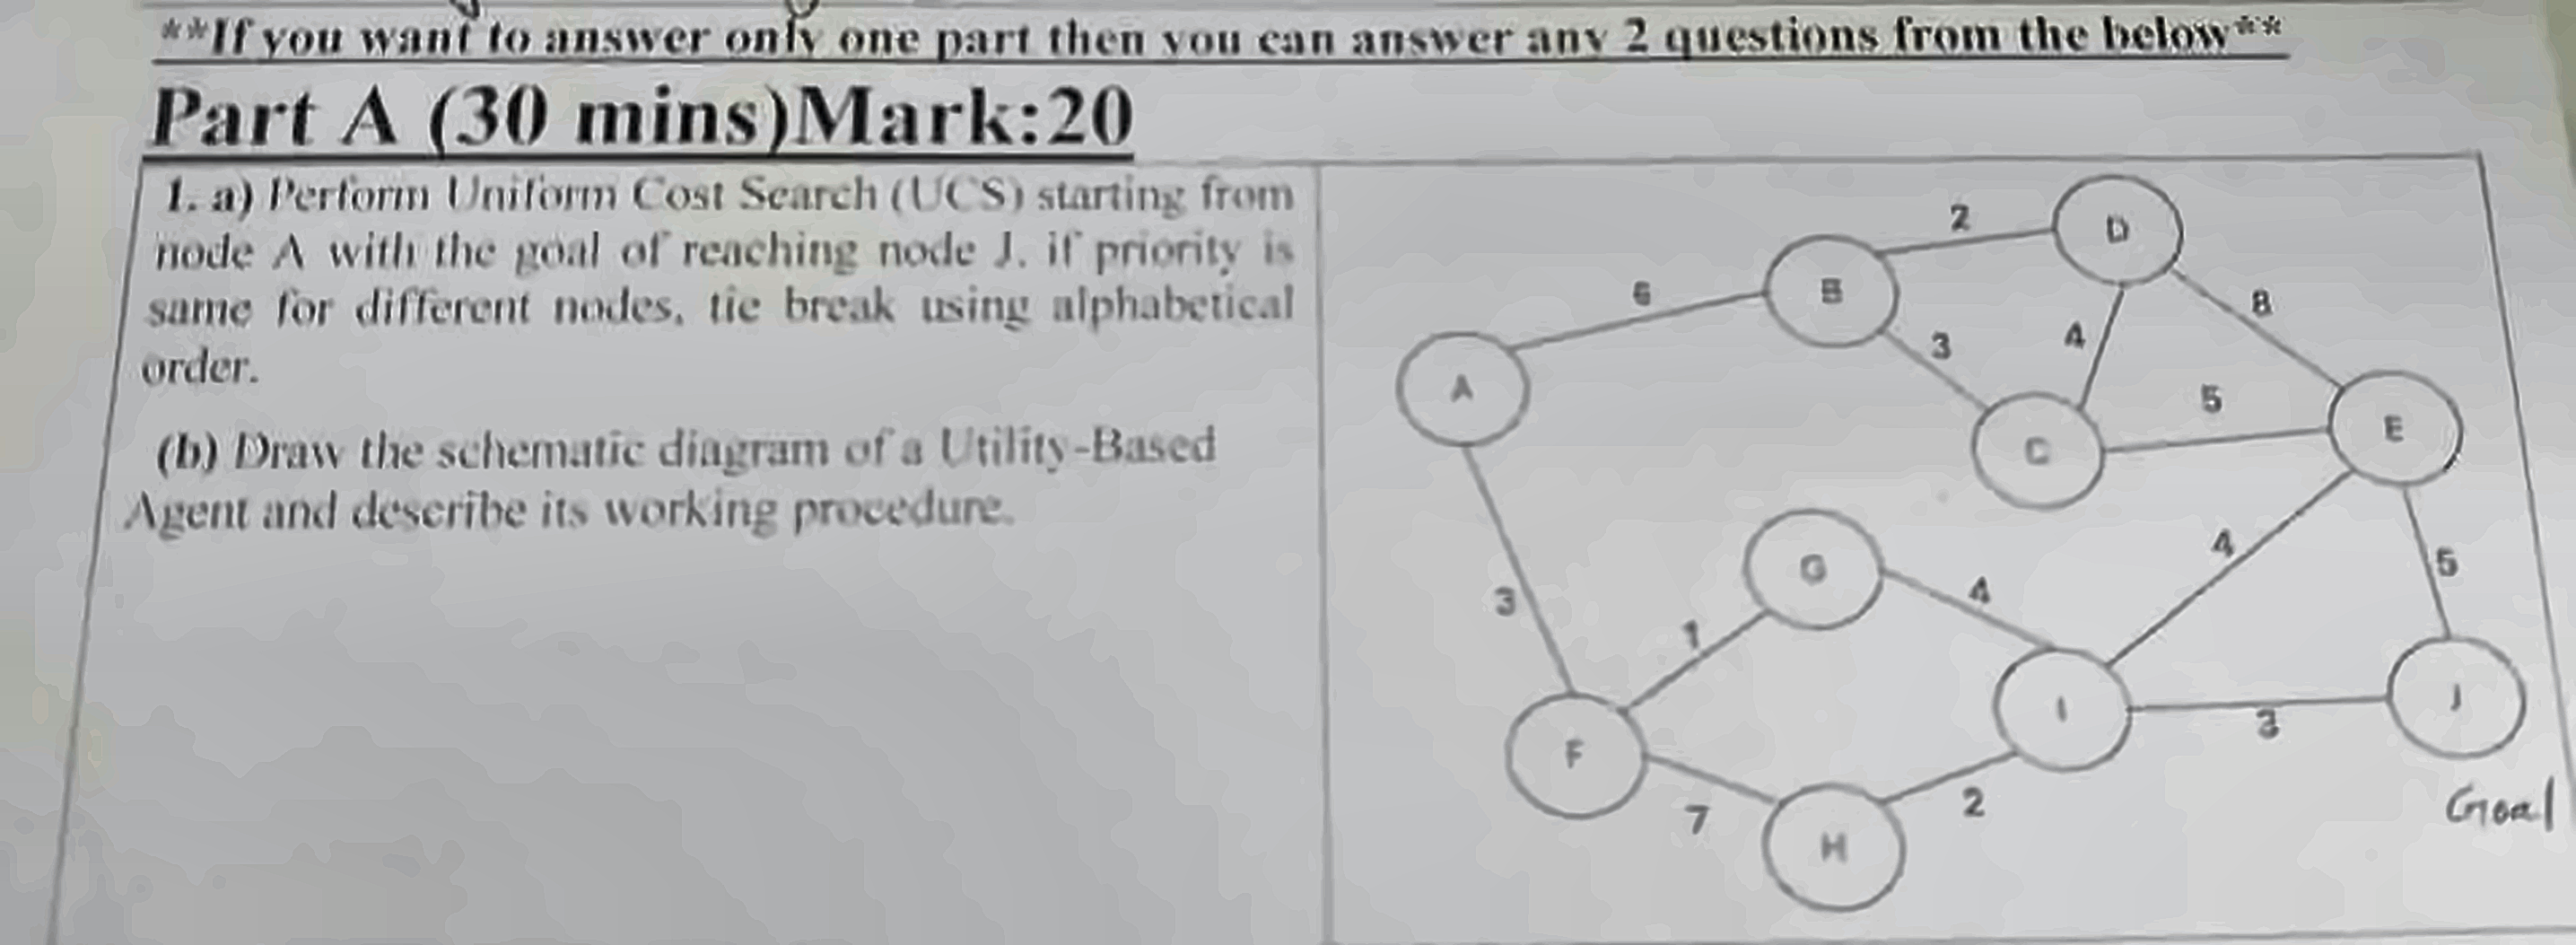 **If you want to answer only one part then you can answer any 2 questions from the below**
Part A (30 mins)Mark:20
1. a) Perform Uniform Cost Search (UCS) starting from
node A with the goal of reaching node J. if priority is
same for different nodes, tie break using alphabetical
order.
(b) Draw the schematic diagram of a Utility-Based
Agent and describe its working procedure.
D
2
B
8
6
4
3
A
5
E
C
4
G
5
4
3
1
I
J
3
F
2
7
H
Goal